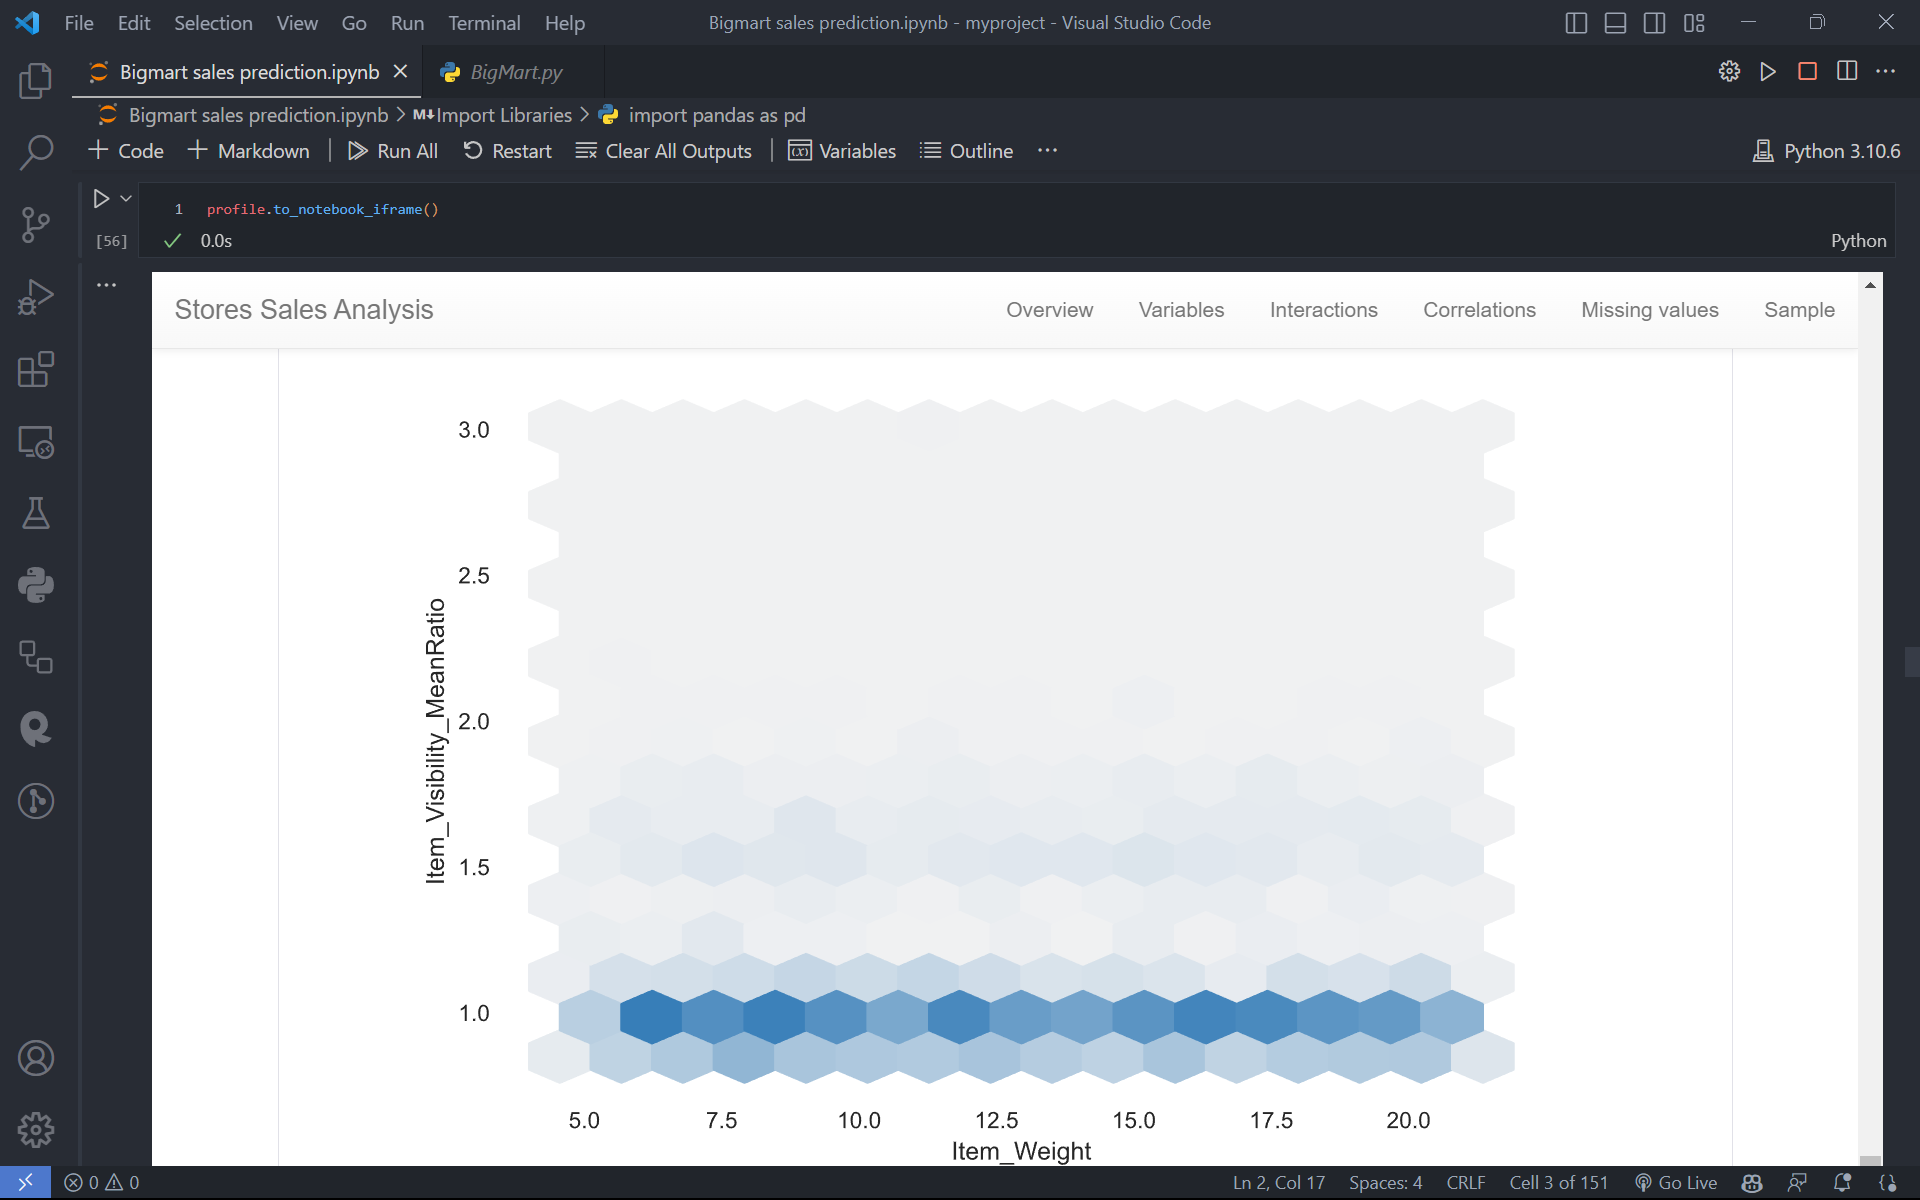 File Edit Selection View Go Run Terminal Help Bigmart sales prediction.ipynb - myproject - Visual Studio Code
Bigmart sales prediction.ipynb BigMart.py
Bigmart sales prediction.ipynb > M↓Import Libraries > import pandas as pd
+ Code + Markdown Run All Restart Clear All Outputs (x) Variables Outline ... Python 3.10.6
1 profile.to_notebook_iframe()
[56] 0.0s Python
Stores Sales Analysis Overview Variables Interactions Correlations Missing values Sample
3.0
2.5
2.0
1.5
1.0
Item_Visibility_MeanRatio
5.0 7.5 10.0 12.5 15.0 17.5 20.0
Item_Weight
0 0 Ln 2, Col 17 Spaces: 4 CRLF Cell 3 of 151 Go Live